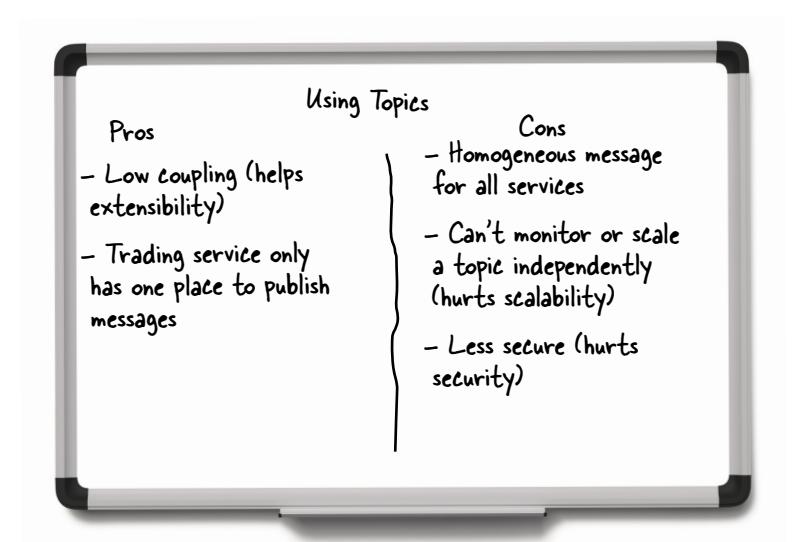 Using Topics
Pros
– Low coupling (helps
extensibility)
– Trading service only
has one place to publish
messages
Cons
– Homogeneous message
for all services
– Can't monitor or scale
a topic independently
(hurts scalability)
– Less secure (hurts
security)